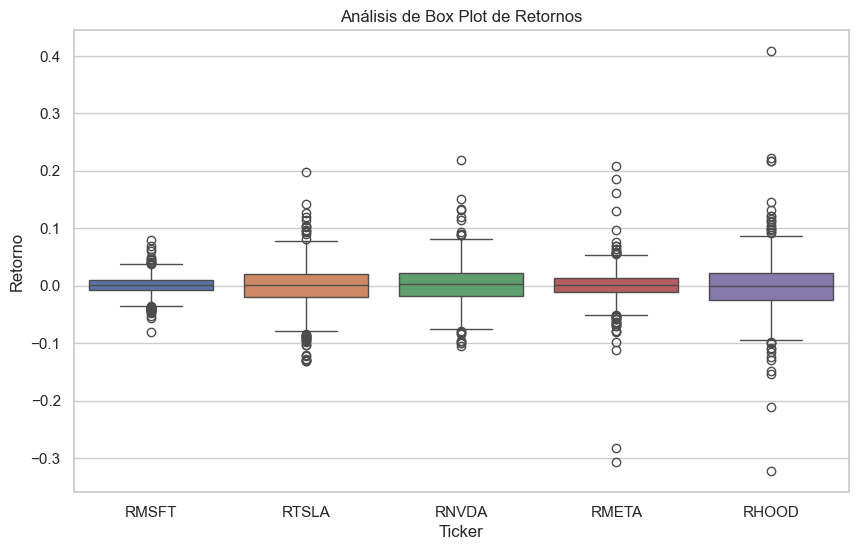 Análisis de Box Plot de Retornos
0.4
0.3
0.2
0.1
0.0
−0.1
−0.2
−0.3
Retorno
RMSFT RTSLA RNVDA RMETA RHOOD
Ticker